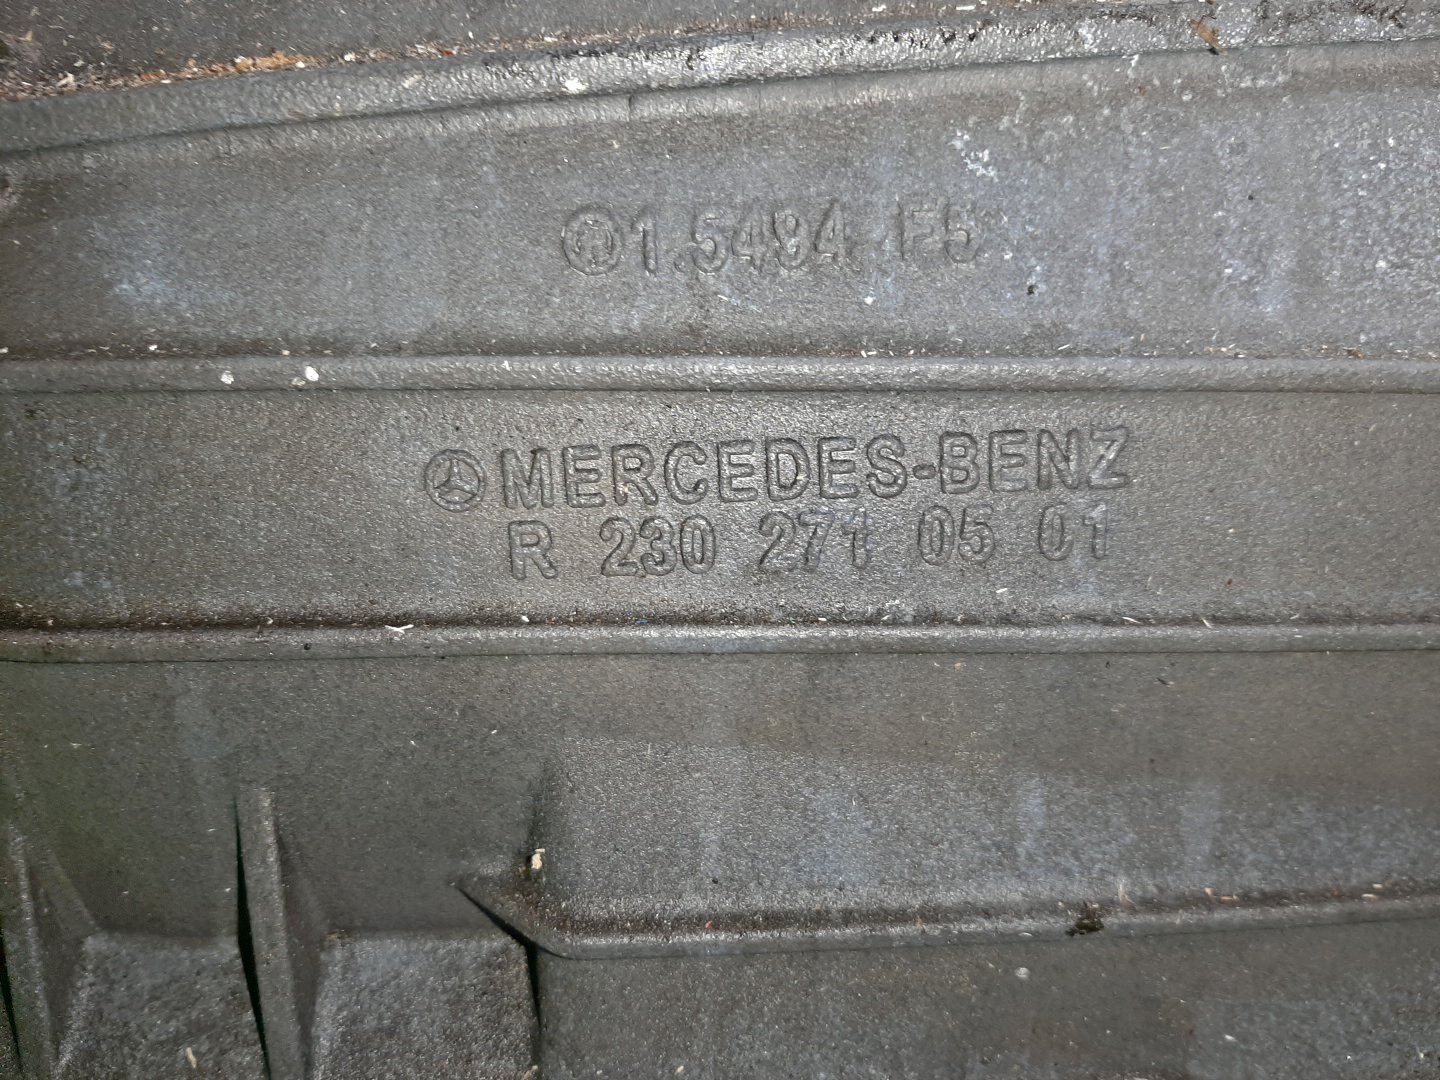 1.5494. F5
MERCEDES-BENZ
R 230 271 05 01